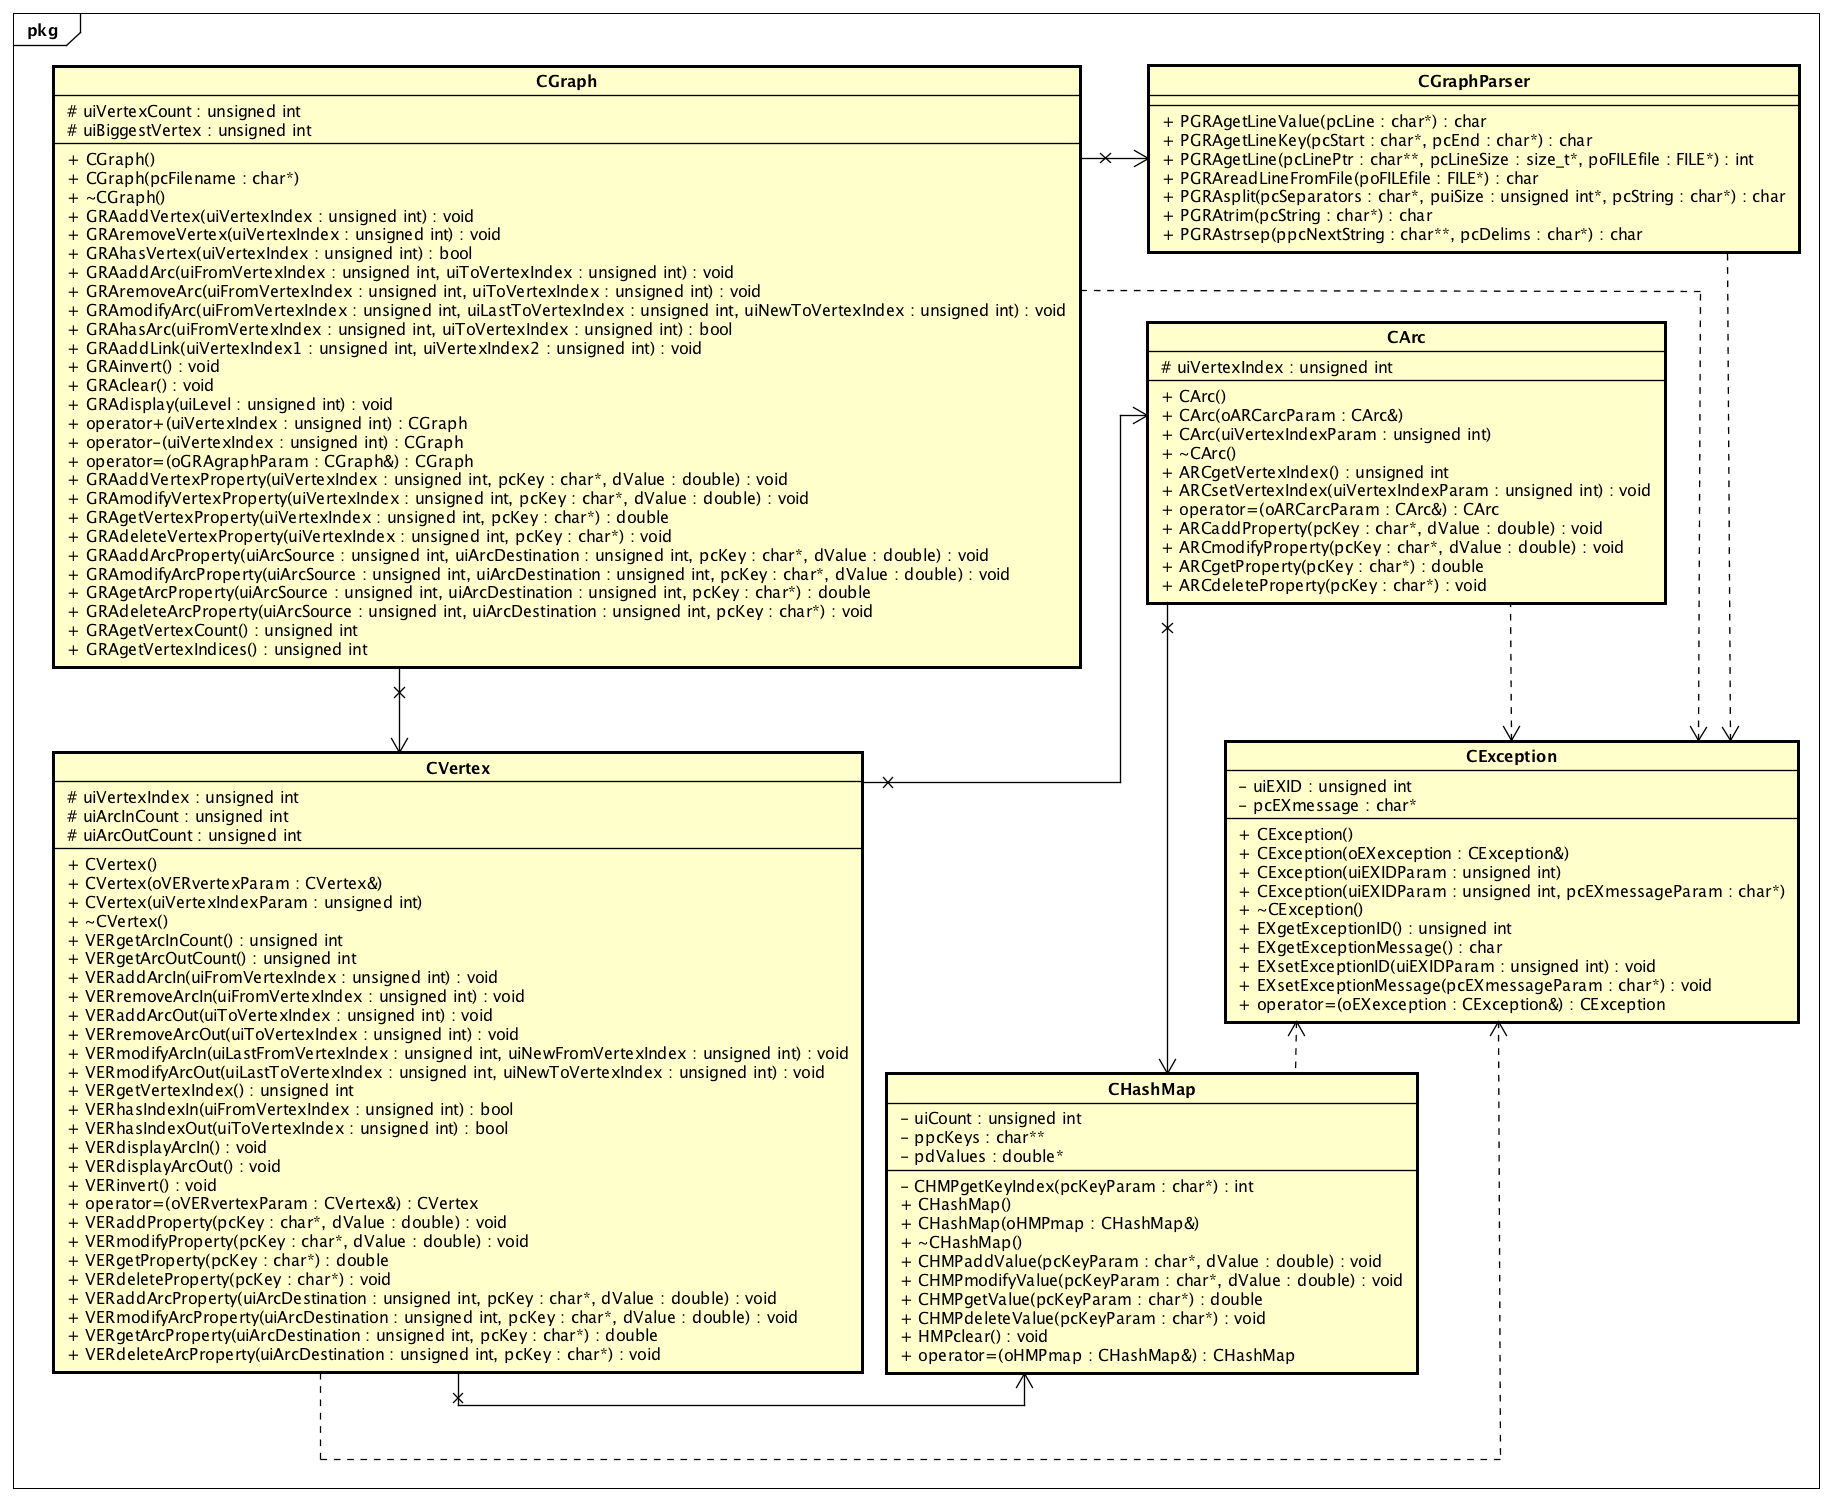 pkg
CGraph
# uiVertexCount : unsigned int
# uiBiggestVertex : unsigned int
+ CGraph()
+ CGraph(pcFilename : char*)
+ ~CGraph()
+ GRAaddVertex(uiVertexIndex : unsigned int) : void
+ GRAremoveVertex(uiVertexIndex : unsigned int) : void
+ GRAhasVertex(uiVertexIndex : unsigned int) : bool
+ GRAaddArc(uiFromVertexIndex : unsigned int, uiToVertexIndex : unsigned int) : void
+ GRAremoveArc(uiFromVertexIndex : unsigned int, uiToVertexIndex : unsigned int) : void
+ GRAmodifyArc(uiFromVertexIndex : unsigned int, uiLastToVertexIndex : unsigned int, uiNewToVertexIndex : unsigned int) : void
+ GRAhasArc(uiFromVertexIndex : unsigned int, uiToVertexIndex : unsigned int) : bool
+ GRAaddLink(uiVertexIndex1 : unsigned int, uiVertexIndex2 : unsigned int) : void
+ GRAinvert() : void
+ GRAclear() : void
+ GRAdisplay(uiLevel : unsigned int) : void
+ operator+(uiVertexIndex : unsigned int) : CGraph
+ operator-(uiVertexIndex : unsigned int) : CGraph
+ operator=(oGRAgraphParam : CGraph&) : CGraph
+ GRAaddVertexProperty(uiVertexIndex : unsigned int, pcKey : char*, dValue : double) : void
+ GRAmodifyVertexProperty(uiVertexIndex : unsigned int, pcKey : char*, dValue : double) : void
+ GRAgetVertexProperty(uiVertexIndex : unsigned int, pcKey : char*) : double
+ GRAdeleteVertexProperty(uiVertexIndex : unsigned int, pcKey : char*) : void
+ GRAaddArcProperty(uiArcSource : unsigned int, uiArcDestination : unsigned int, pcKey : char*, dValue : double) : void
+ GRAmodifyArcProperty(uiArcSource : unsigned int, uiArcDestination : unsigned int, pcKey : char*, dValue : double) : void
+ GRAgetArcProperty(uiArcSource : unsigned int, uiArcDestination : unsigned int, pcKey : char*) : double
+ GRAdeleteArcProperty(uiArcSource : unsigned int, uiArcDestination : unsigned int, pcKey : char*) : void
+ GRAgetVertexCount() : unsigned int
+ GRAgetVertexIndices() : unsigned int
CGraphParser
+ PGRAgetLineValue(pcLine : char*) : char
+ PGRAgetLineKey(pcStart : char*, pcEnd : char*) : char
+ PGRAgetLine(pcLinePtr : char**, pcLineSize : size_t*, poFILEfile : FILE*) : int
+ PGRAreadLineFromFile(poFILEfile : FILE*) : char
+ PGRAsplit(pcSeparators : char*, puiSize : unsigned int*, pcString : char*) : char
+ PGRAtrim(pcString : char*) : char
+ PGRAstrsep(ppcNextString : char**, pcDelims : char*) : char
CArc
# uiVertexIndex : unsigned int
+ CArc()
+ CArc(oARCarcParam : CArc&)
+ CArc(uiVertexIndexParam : unsigned int)
+ ~CArc()
+ ARCgetVertexIndex() : unsigned int
+ ARCsetVertexIndex(uiVertexIndexParam : unsigned int) : void
+ operator=(oARCarcParam : CArc&) : CArc
+ ARCaddProperty(pcKey : char*, dValue : double) : void
+ ARCmodifyProperty(pcKey : char*, dValue : double) : void
+ ARCgetProperty(pcKey : char*) : double
+ ARCdeleteProperty(pcKey : char*) : void
CVertex
# uiVertexIndex : unsigned int
# uiArcInCount : unsigned int
# uiArcOutCount : unsigned int
+ CVertex()
+ CVertex(oVERvertexParam : CVertex&)
+ CVertex(uiVertexIndexParam : unsigned int)
+ ~CVertex()
+ VERgetArcInCount() : unsigned int
+ VERgetArcOutCount() : unsigned int
+ VERaddArcIn(uiFromVertexIndex : unsigned int) : void
+ VERremoveArcIn(uiFromVertexIndex : unsigned int) : void
+ VERaddArcOut(uiToVertexIndex : unsigned int) : void
+ VERremoveArcOut(uiToVertexIndex : unsigned int) : void
+ VERmodifyArcIn(uiLastFromVertexIndex : unsigned int, uiNewFromVertexIndex : unsigned int) : void
+ VERmodifyArcOut(uiLastToVertexIndex : unsigned int, uiNewToVertexIndex : unsigned int) : void
+ VERgetVertexIndex() : unsigned int
+ VERhasIndexIn(uiFromVertexIndex : unsigned int) : bool
+ VERhasIndexOut(uiToVertexIndex : unsigned int) : bool
+ VERdisplayArcIn() : void
+ VERdisplayArcOut() : void
+ VERinvert() : void
+ operator=(oVERvertexParam : CVertex&) : CVertex
+ VERaddProperty(pcKey : char*, dValue : double) : void
+ VERmodifyProperty(pcKey : char*, dValue : double) : void
+ VERgetProperty(pcKey : char*) : double
+ VERdeleteProperty(pcKey : char*) : void
+ VERaddArcProperty(uiArcDestination : unsigned int, pcKey : char*, dValue : double) : void
+ VERmodifyArcProperty(uiArcDestination : unsigned int, pcKey : char*, dValue : double) : void
+ VERgetArcProperty(uiArcDestination : unsigned int, pcKey : char*) : double
+ VERdeleteArcProperty(uiArcDestination : unsigned int, pcKey : char*) : void
CException
- uiEXID : unsigned int
- pcEXmessage : char*
+ CException()
+ CException(oEXexception : CException&)
+ CException(uiEXIDParam : unsigned int)
+ CException(uiEXIDParam : unsigned int, pcEXmessageParam : char*)
+ ~CException()
+ EXgetExceptionID() : unsigned int
+ EXgetExceptionMessage() : char
+ EXsetExceptionID(uiEXIDParam : unsigned int) : void
+ EXsetExceptionMessage(pcEXmessageParam : char*) : void
+ operator=(oEXexception : CException&) : CException
CHashMap
- uiCount : unsigned int
- ppcKeys : char**
- pdValues : double*
- CHMPgetKeyIndex(pcKeyParam : char*) : int
+ CHashMap()
+ CHashMap(oHMPmap : CHashMap&)
+ ~CHashMap()
+ CHMPaddValue(pcKeyParam : char*, dValue : double) : void
+ CHMPmodifyValue(pcKeyParam : char*, dValue : double) : void
+ CHMPgetValue(pcKeyParam : char*) : double
+ CHMPdeleteValue(pcKeyParam : char*) : void
+ HMPclear() : void
+ operator=(oHMPmap : CHashMap&) : CHashMap